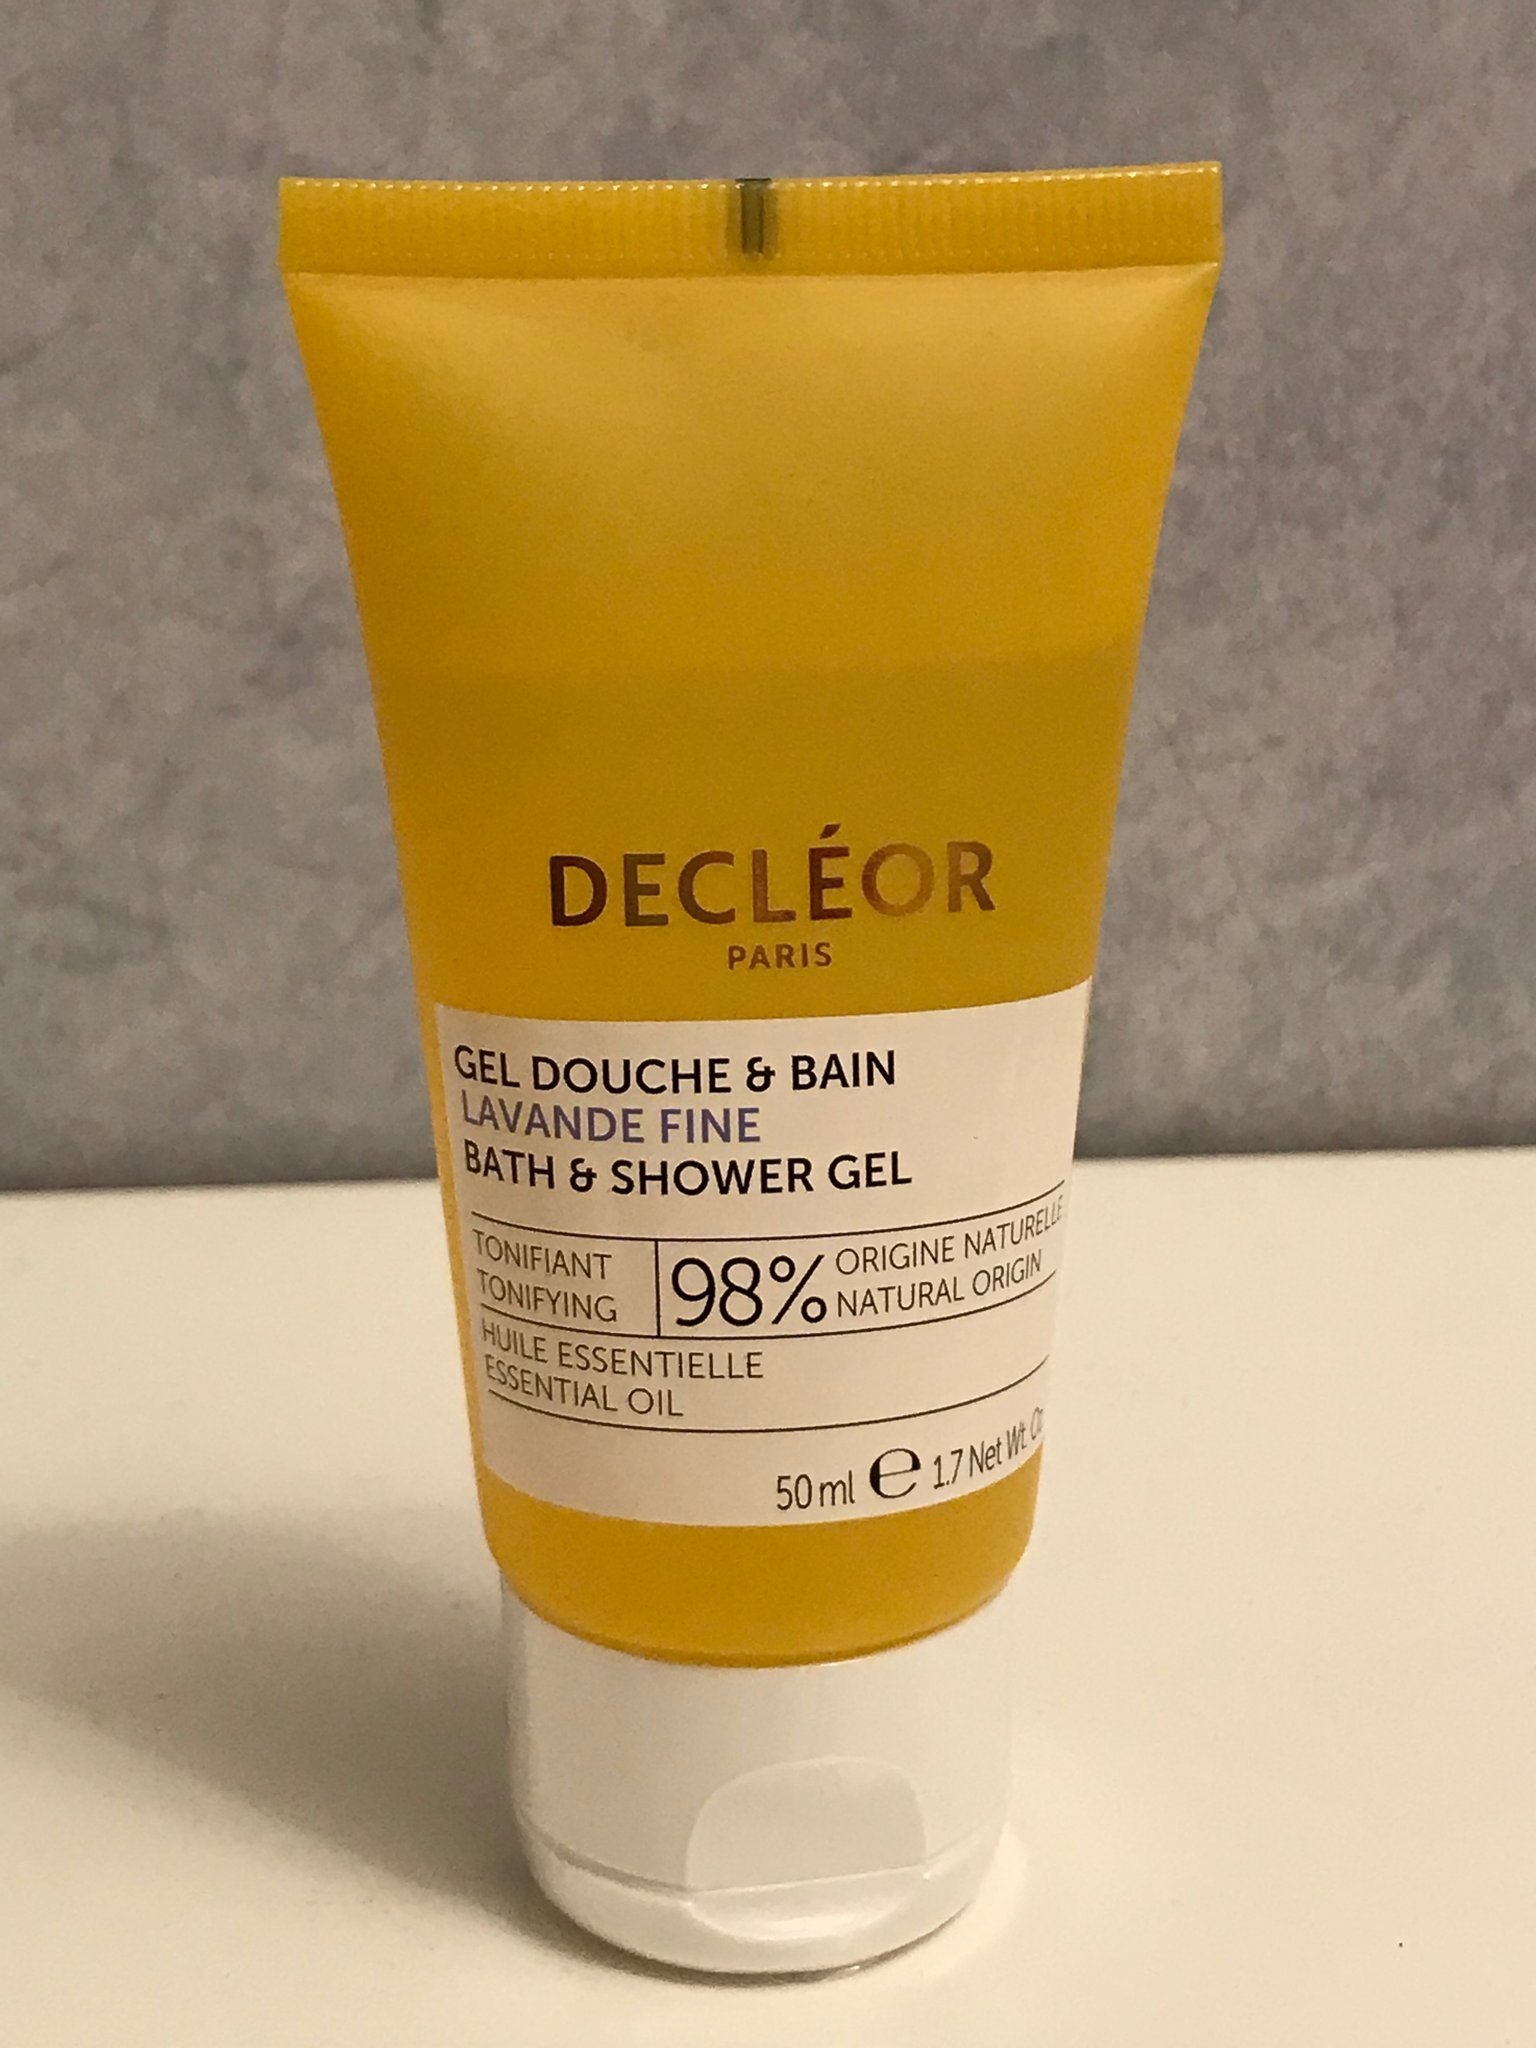 DECLÉOR
PARIS
GEL DOUCHE & BAIN
LAVANDE FINE
BATH & SHOWER GEL
TONIFIANT
TONIFYING
98%
ORIGINE NATURELLE
NATURAL ORIGIN
HUILE ESSENTIELLE
ESSENTIAL OIL
50 ml ℮ 1.7 Net Wt.